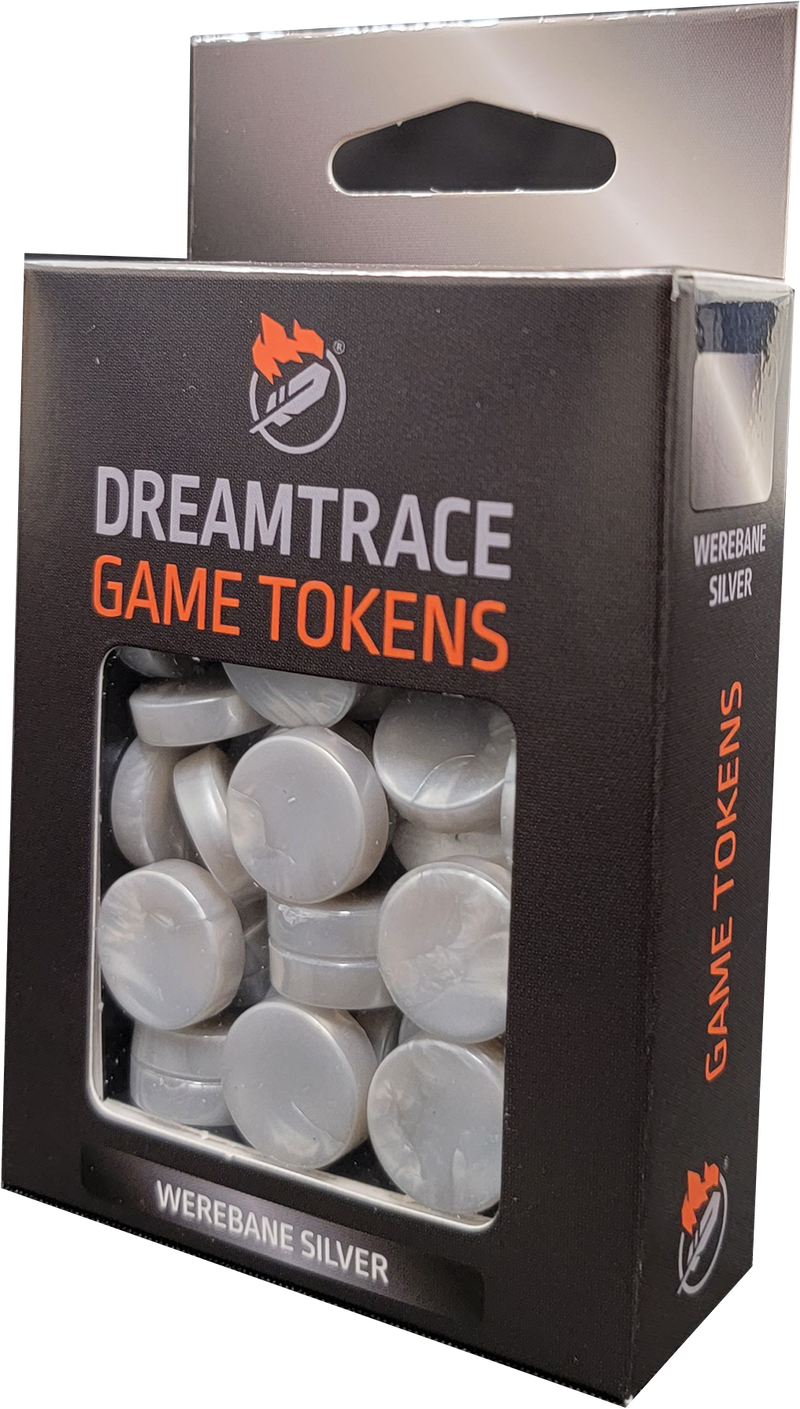 ®
DREAMTRACE
GAME TOKENS
WEREBANE SILVER
WEREBANE
SILVER
GAME TOKENS